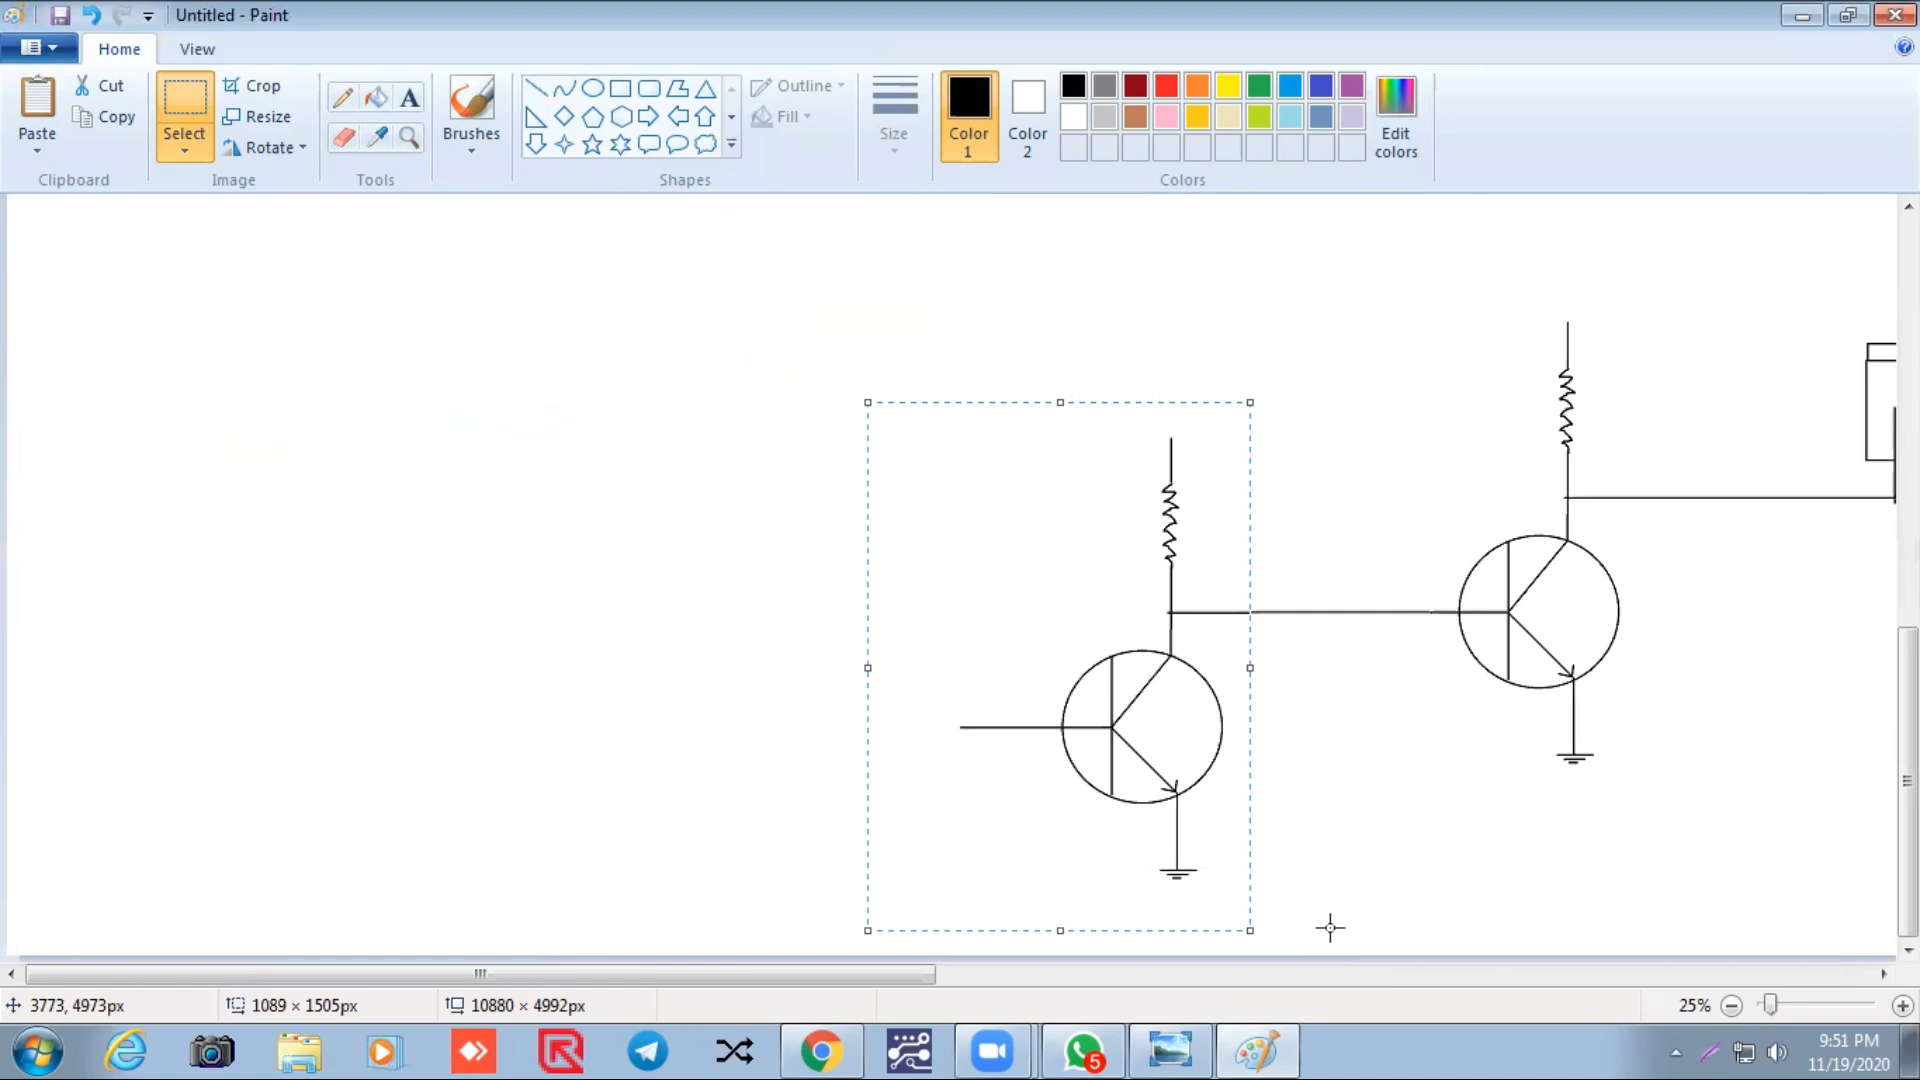 Untitled - Paint
Home
View
Paste
Cut
Copy
Clipboard
Select
Crop
Resize
Rotate
Image
A
Tools
Brushes
Shapes
Outline
Fill
Size
Color 1
Color 2
Edit colors
Colors
3773, 4973px
1089 × 1505px
10880 × 4992px
25%
5
9:51 PM
11/19/2020